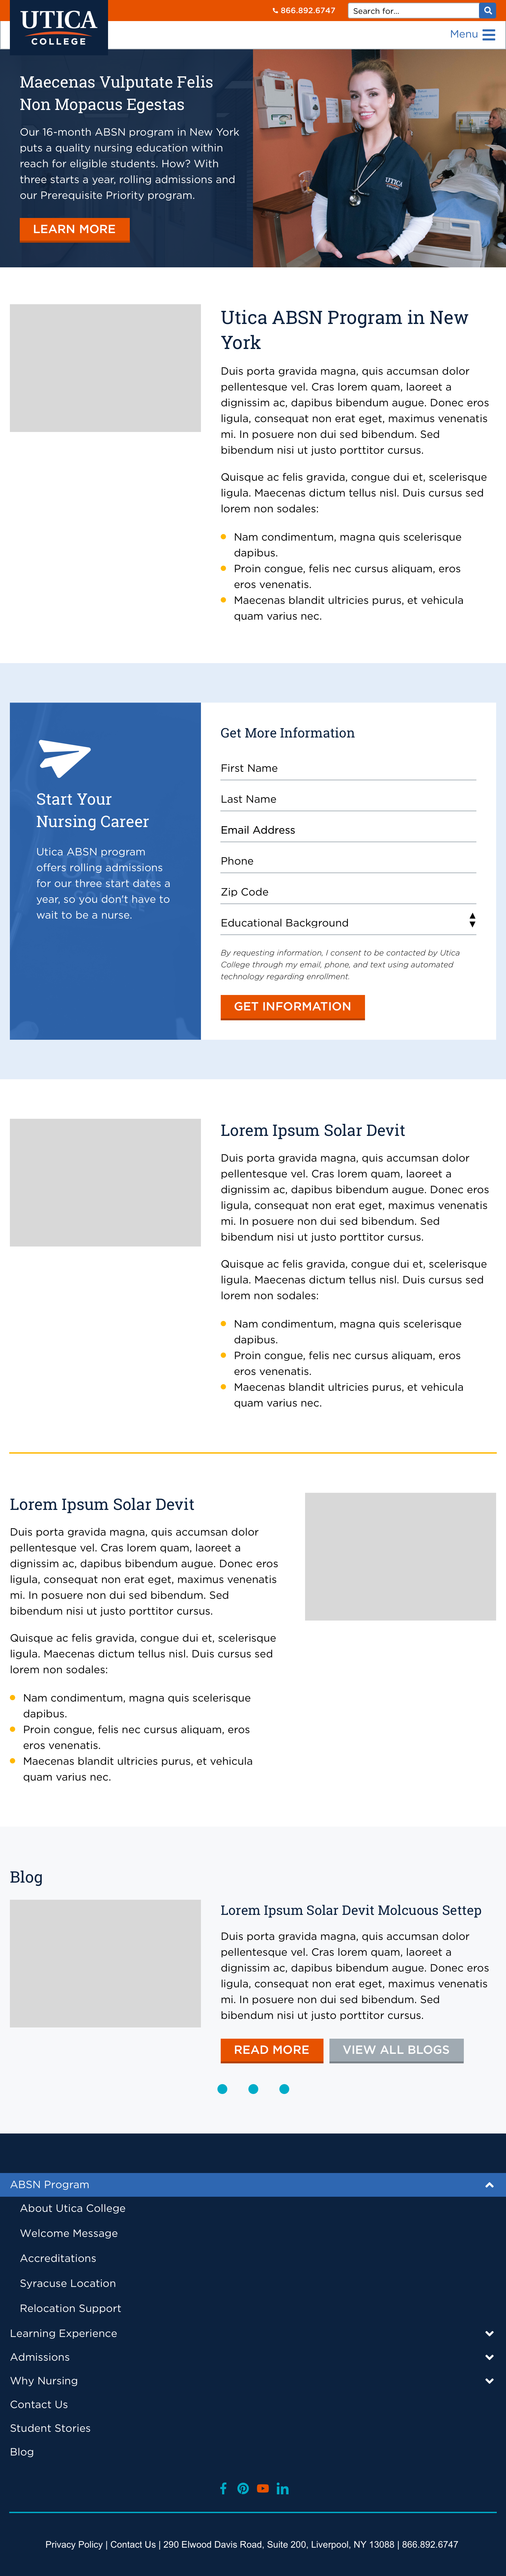 866.892.6747
Search for...
UTICA
COLLEGE
Menu
Maecenas Vulputate Felis
Non Mopacus Egestas
Our 16-month ABSN program in New York
puts a quality nursing education within
reach for eligible students. How? With
three starts a year, rolling admissions and
our Prerequisite Priority program.
LEARN MORE
UTICA
Utica ABSN Program in New
York
Duis porta gravida magna, quis accumsan dolor
pellentesque vel. Cras lorem quam, laoreet a
dignissim ac, dapibus bibendum augue. Donec eros
ligula, consequat non erat eget, maximus venenatis
mi. In posuere non dui sed bibendum. Sed
bibendum nisi ut justo porttitor cursus.
Quisque ac felis gravida, congue dui et, scelerisque
ligula. Maecenas dictum tellus nisl. Duis cursus sed
lorem non sodales:
Nam condimentum, magna quis scelerisque
dapibus.
Proin congue, felis nec cursus aliquam, eros
eros venenatis.
Maecenas blandit ultricies purus, et vehicula
quam varius nec.
Start Your
Nursing Career
Utica ABSN program
offers rolling admissions
for our three start dates a
year, so you don't have to
wait to be a nurse.
Get More Information
First Name
Last Name
Email Address
Phone
Zip Code
Educational Background
By requesting information, I consent to be contacted by Utica
College through my email, phone, and text using automated
technology regarding enrollment.
GET INFORMATION
Lorem Ipsum Solar Devit
Duis porta gravida magna, quis accumsan dolor
pellentesque vel. Cras lorem quam, laoreet a
dignissim ac, dapibus bibendum augue. Donec eros
ligula, consequat non erat eget, maximus venenatis
mi. In posuere non dui sed bibendum. Sed
bibendum nisi ut justo porttitor cursus.
Quisque ac felis gravida, congue dui et, scelerisque
ligula. Maecenas dictum tellus nisl. Duis cursus sed
lorem non sodales:
Nam condimentum, magna quis scelerisque
dapibus.
Proin congue, felis nec cursus aliquam, eros
eros venenatis.
Maecenas blandit ultricies purus, et vehicula
quam varius nec.
Lorem Ipsum Solar Devit
Duis porta gravida magna, quis accumsan dolor
pellentesque vel. Cras lorem quam, laoreet a
dignissim ac, dapibus bibendum augue. Donec eros
ligula, consequat non erat eget, maximus venenatis
mi. In posuere non dui sed bibendum. Sed
bibendum nisi ut justo porttitor cursus.
Quisque ac felis gravida, congue dui et, scelerisque
ligula. Maecenas dictum tellus nisl. Duis cursus sed
lorem non sodales:
Nam condimentum, magna quis scelerisque
dapibus.
Proin congue, felis nec cursus aliquam, eros
eros venenatis.
Maecenas blandit ultricies purus, et vehicula
quam varius nec.
Blog
Lorem Ipsum Solar Devit Molcuous Settep
Duis porta gravida magna, quis accumsan dolor
pellentesque vel. Cras lorem quam, laoreet a
dignissim ac, dapibus bibendum augue. Donec eros
ligula, consequat non erat eget, maximus venenatis
mi. In posuere non dui sed bibendum. Sed
bibendum nisi ut justo porttitor cursus.
READ MORE
VIEW ALL BLOGS
ABSN Program
About Utica College
Welcome Message
Accreditations
Syracuse Location
Relocation Support
Learning Experience
Admissions
Why Nursing
Contact Us
Student Stories
Blog
Privacy Policy | Contact Us | 290 Elwood Davis Road, Suite 200, Liverpool, NY 13088 | 866.892.6747